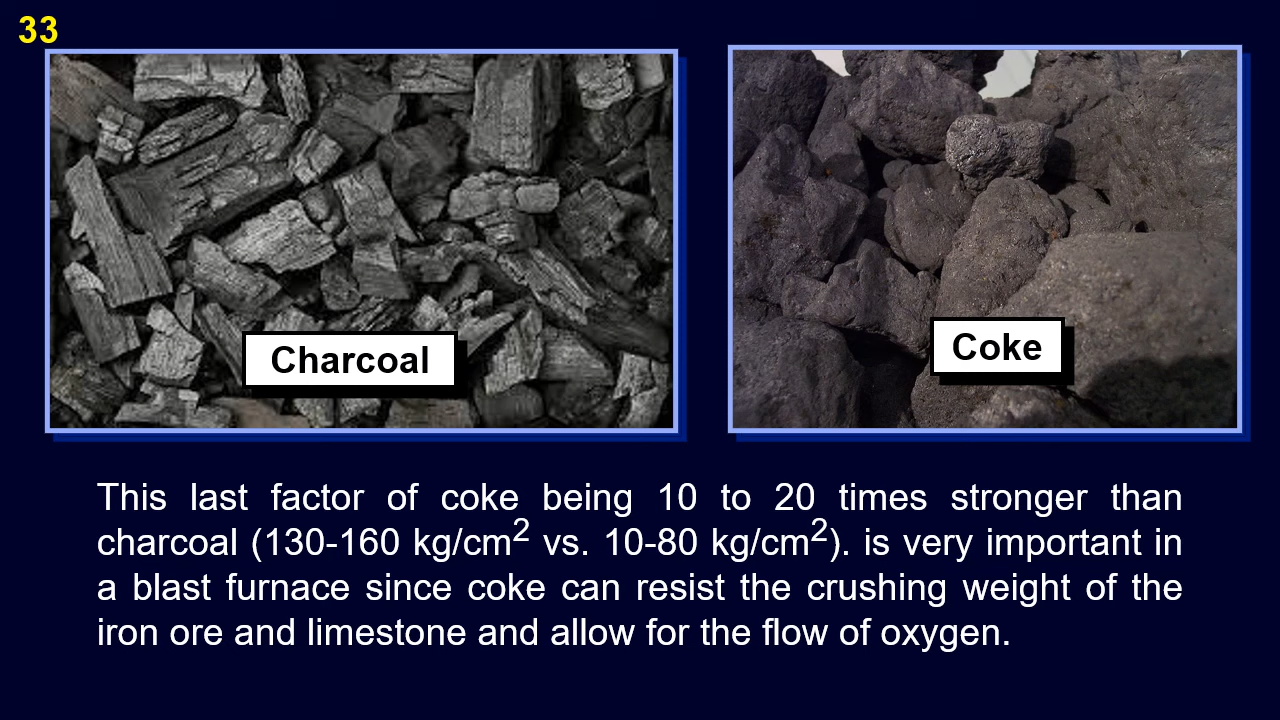 33
Charcoal
Coke
This last factor of coke being 10 to 20 times stronger than
charcoal (130-160 kg/cm² vs. 10-80 kg/cm²). is very important in
a blast furnace since coke can resist the crushing weight of the
iron ore and limestone and allow for the flow of oxygen.